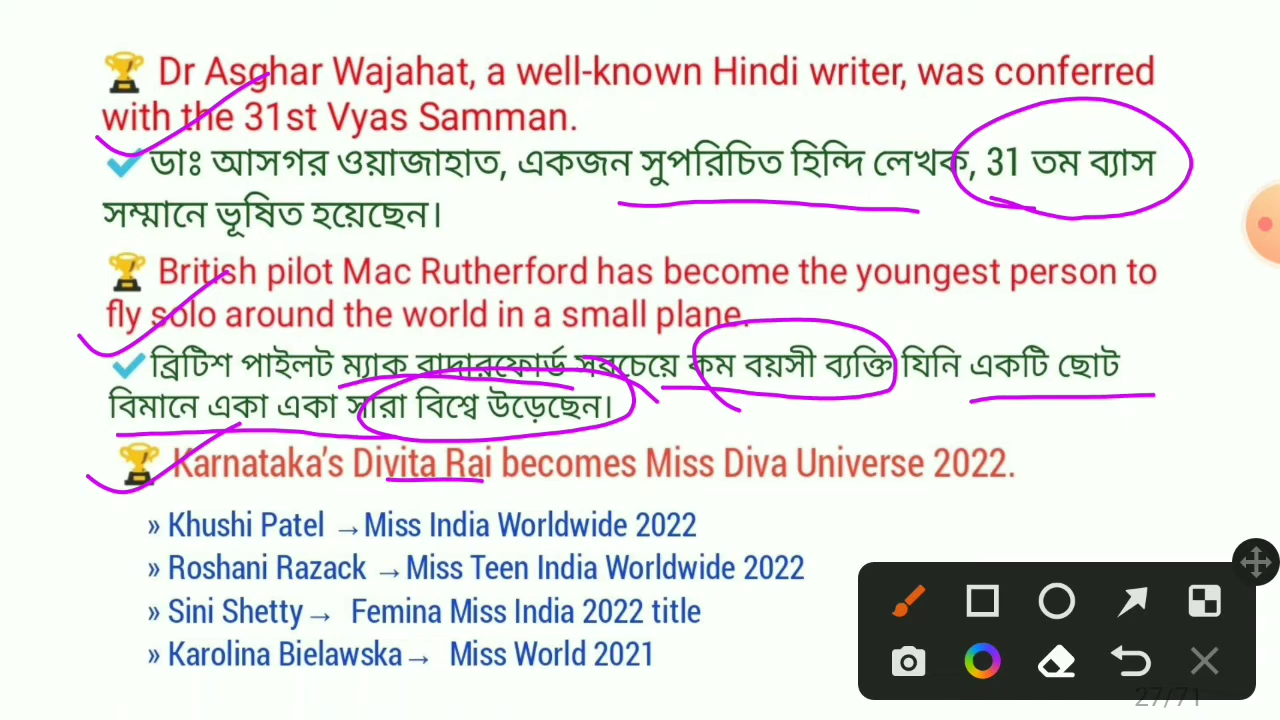 🏆 Dr Asghar Wajahat, a well-known Hindi writer, was conferred
with the 31st Vyas Samman.
✔ডাঃ আসগর ওয়াজাহাত, একজন সুপরিচিত হিন্দি লেখক, 31 তম ব্যাস
সম্মানে ভূষিত হয়েছেন।
🏆 British pilot Mac Rutherford has become the youngest person to
fly solo around the world in a small plane.
✔ব্রিটিশ পাইলট ম্যাক রাদারফোর্ড সবচেয়ে কম বয়সী ব্যক্তি যিনি একটি ছোট
বিমানে একা একা সারা বিশ্বে উড়েছেন।
🏆 Karnataka's Divita Rai becomes Miss Diva Universe 2022.
» Khushi Patel →Miss India Worldwide 2022
» Roshani Razack →Miss Teen India Worldwide 2022
» Sini Shetty→ Femina Miss India 2022 title
» Karolina Bielawska→ Miss World 2021
27/71